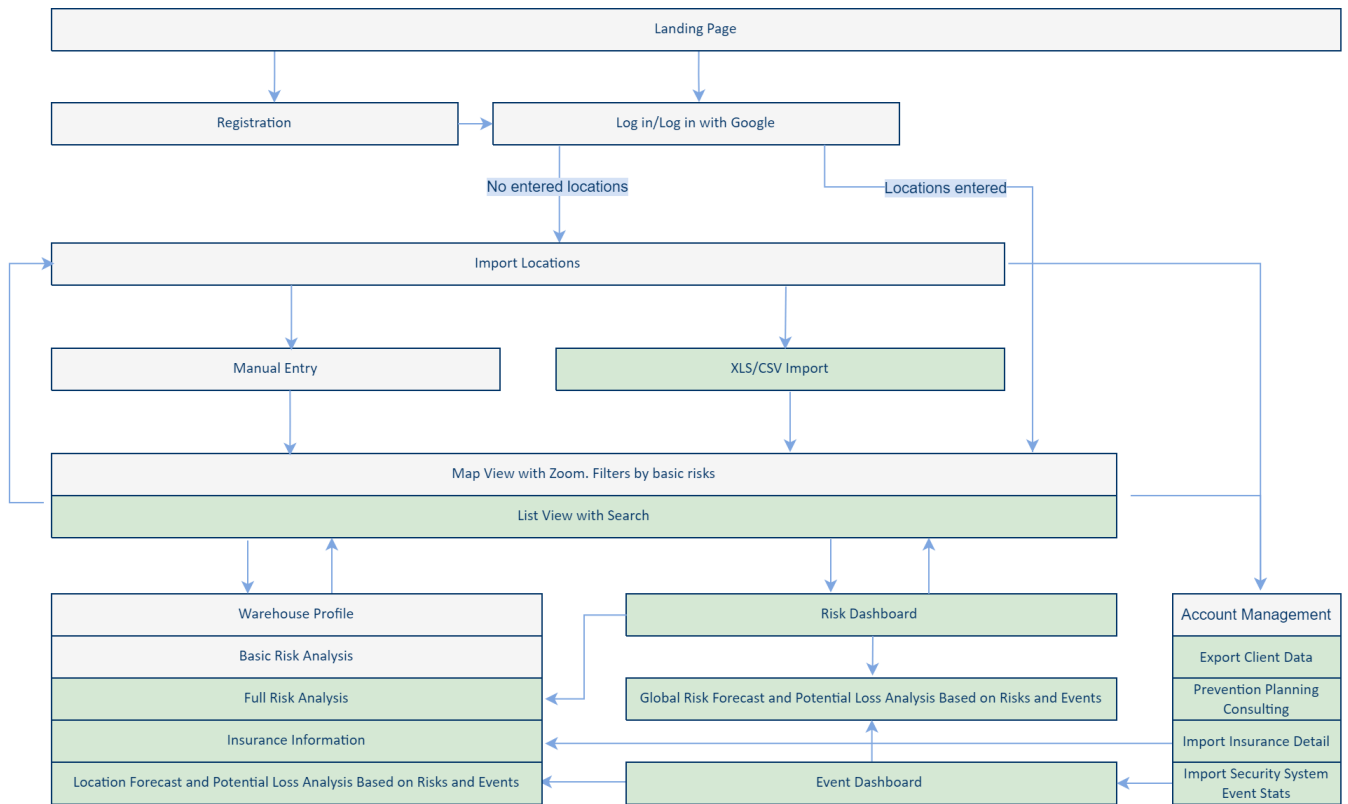 Landing Page
Registration
Log in/Log in with Google
No entered locations
Locations entered
Import Locations
Manual Entry
XLS/CSV Import
Map View with Zoom. Filters by basic risks
List View with Search
Warehouse Profile
Risk Dashboard
Account Management
Basic Risk Analysis
Export Client Data
Full Risk Analysis
Global Risk Forecast and Potential Loss Analysis Based on Risks and Events
Prevention Planning
Consulting
Insurance Information
Import Insurance Detail
Location Forecast and Potential Loss Analysis Based on Risks and Events
Event Dashboard
Import Security System
Event Stats